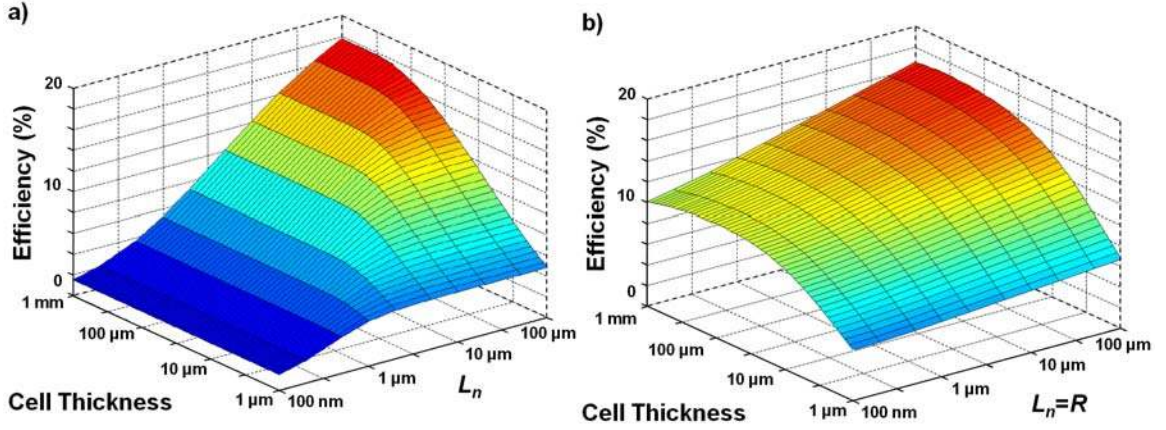 a)
20
10
0
Efficiency (%)
1 mm
100 µm
10 µm
1 µm
Cell Thickness
100 nm
1 µm
10 µm
100 µm
Ln
b)
20
10
0
Efficiency (%)
1 mm
100 µm
10 µm
1 µm
Cell Thickness
100 nm
1 µm
10 µm
100 µm
Ln=R